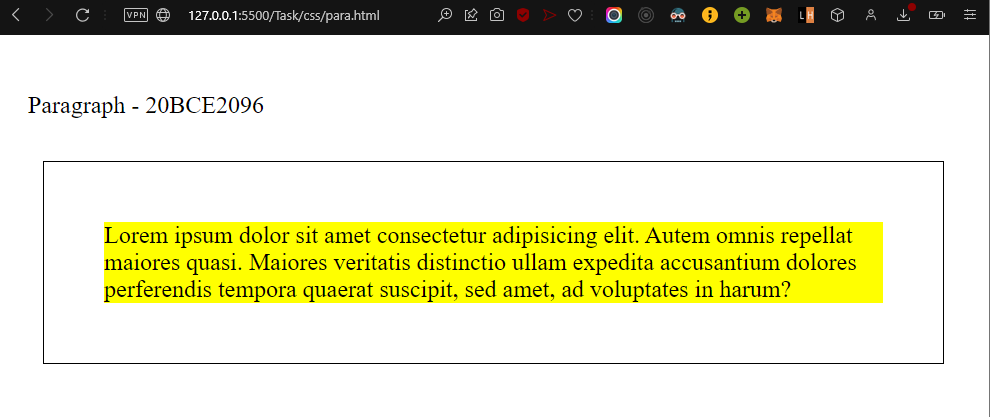 VPN
127.0.0.1:5500/Task/css/para.html
L H
Paragraph - 20BCE2096
Lorem ipsum dolor sit amet consectetur adipisicing elit. Autem omnis repellat
maiores quasi. Maiores veritatis distinctio ullam expedita accusantium dolores
perferendis tempora quaerat suscipit, sed amet, ad voluptates in harum?